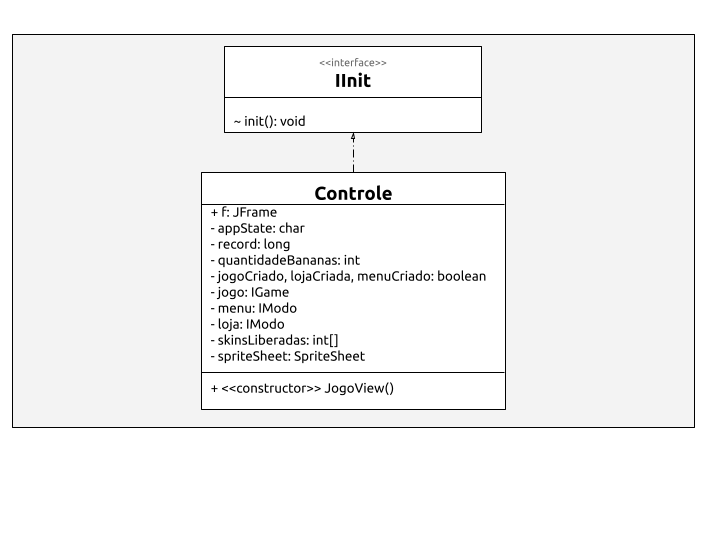 <<interface>>
IInit
~ init(): void
Controle
+ f: JFrame
- appState: char
- record: long
- quantidadeBananas: int
- jogoCriado, lojaCriada, menuCriado: boolean
- jogo: IGame
- menu: IModo
- loja: IModo
- skinsLiberadas: int[]
- spriteSheet: SpriteSheet
+ <<constructor>> JogoView()